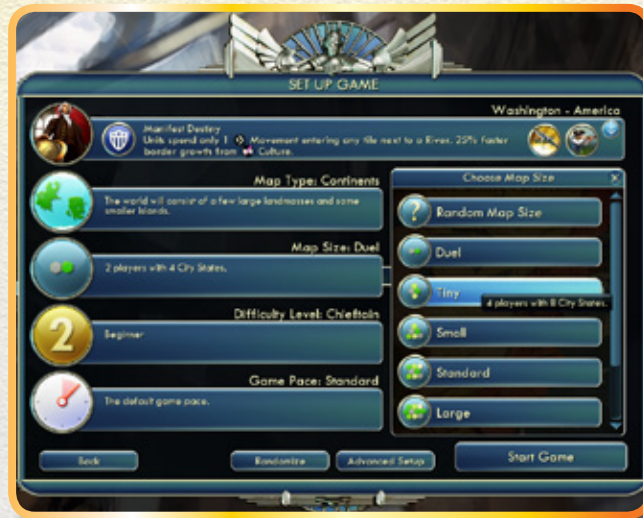 SET UP GAME
Washington - America
Manifest Destiny
Units spend only 1 Movement entering any tile next to a River. 25% faster
border growth from Culture.
Map Type: Continents
The world will consist of a few large landmasses and some
smaller islands.
Map Size: Duel
2 players with 4 City States.
Difficulty Level: Chieftain
2
Beginner
Game Pace: Standard
The default game pace.
Choose Map Size
X
?
Random Map Size
Duel
Tiny
4 players with 8 City States.
Small
Standard
Large
Back
Randomize
Advanced Setup
Start Game